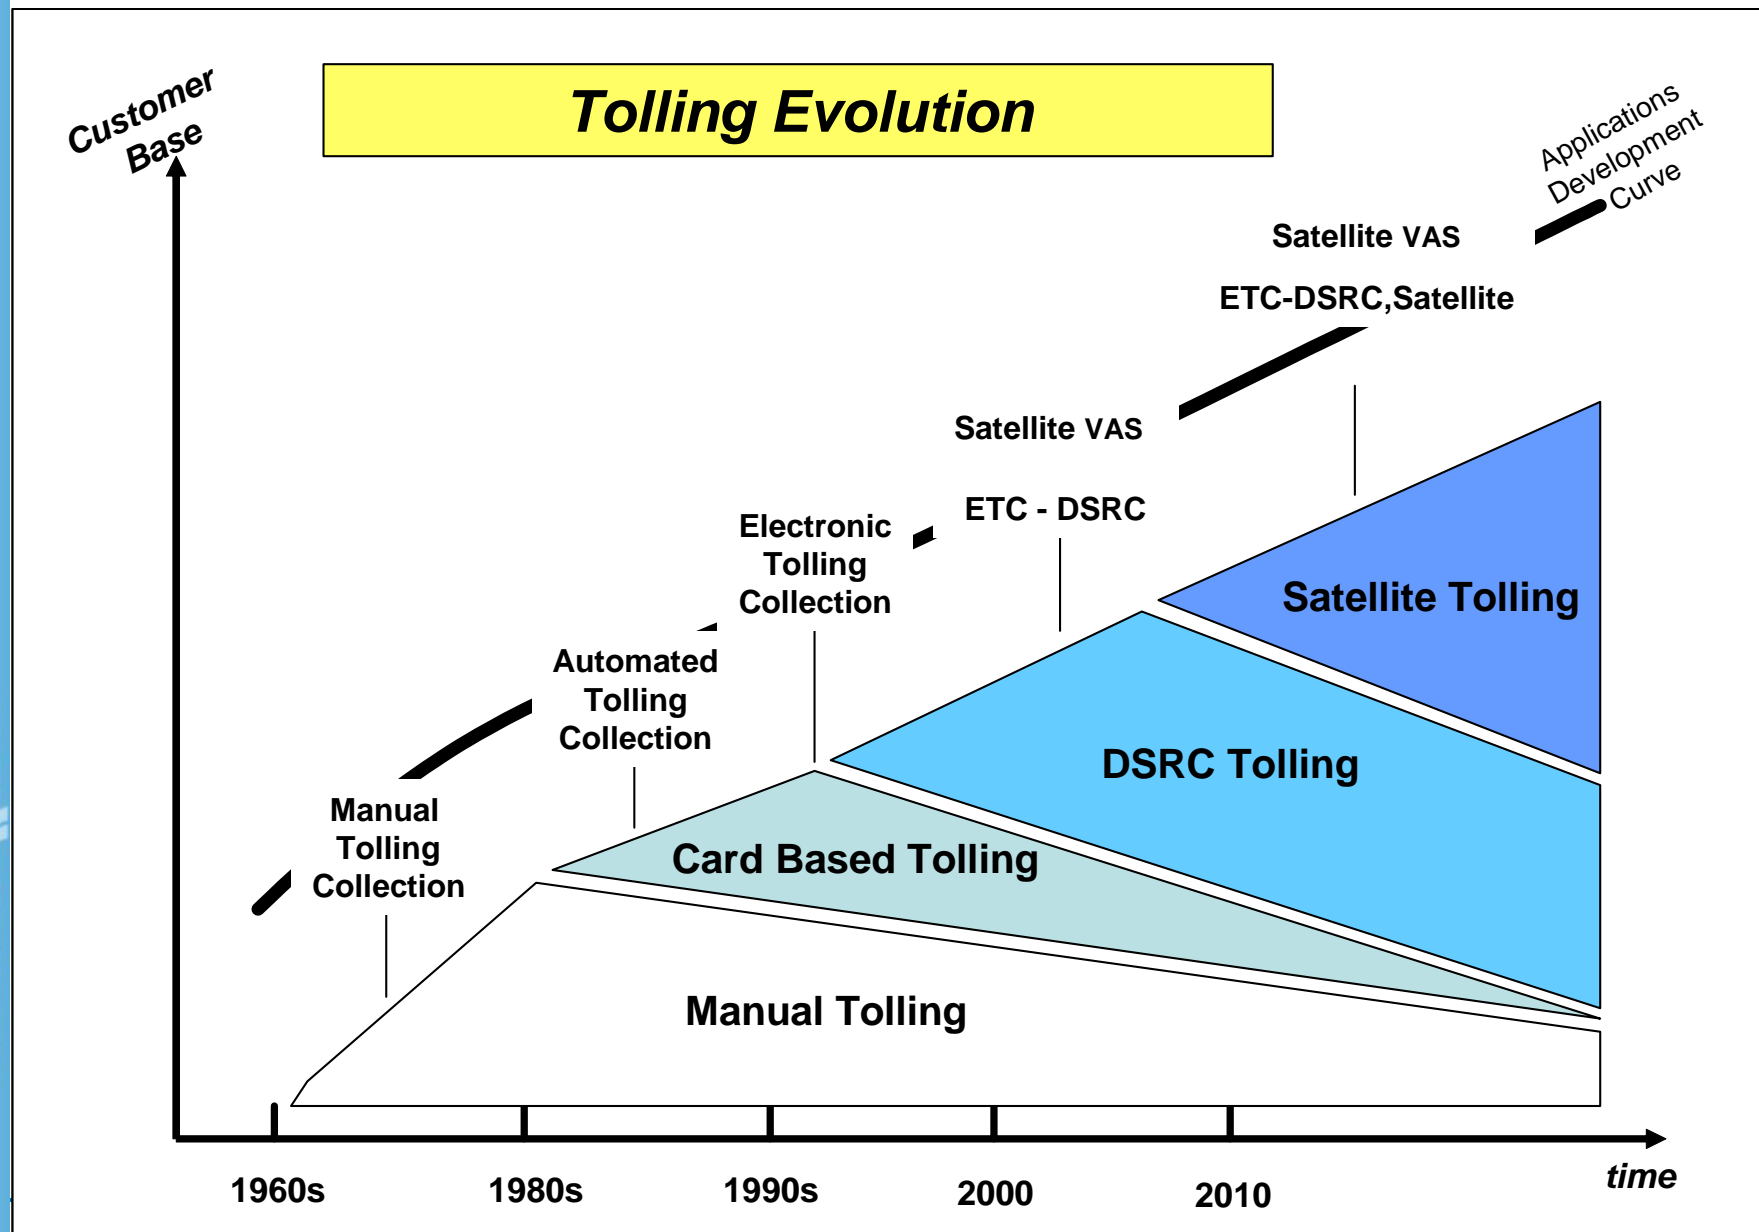 Tolling Evolution
Customer
Base
Applications
Development
Curve
Satellite VAS
ETC-DSRC,Satellite
Satellite VAS
ETC - DSRC
Electronic
Tolling
Collection
Automated
Tolling
Collection
Manual
Tolling
Collection
Satellite Tolling
DSRC Tolling
Card Based Tolling
Manual Tolling
time
1960s
1980s
1990s
2000
2010